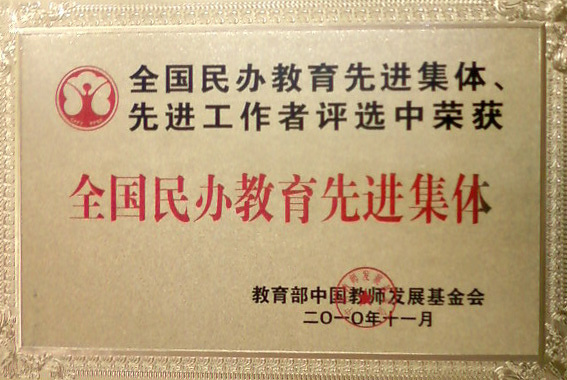 全国民办教育先进集体、
先进工作者评选中荣获
全国民办教育先进集体
教育部中国教师发展基金会
二〇一〇年十一月